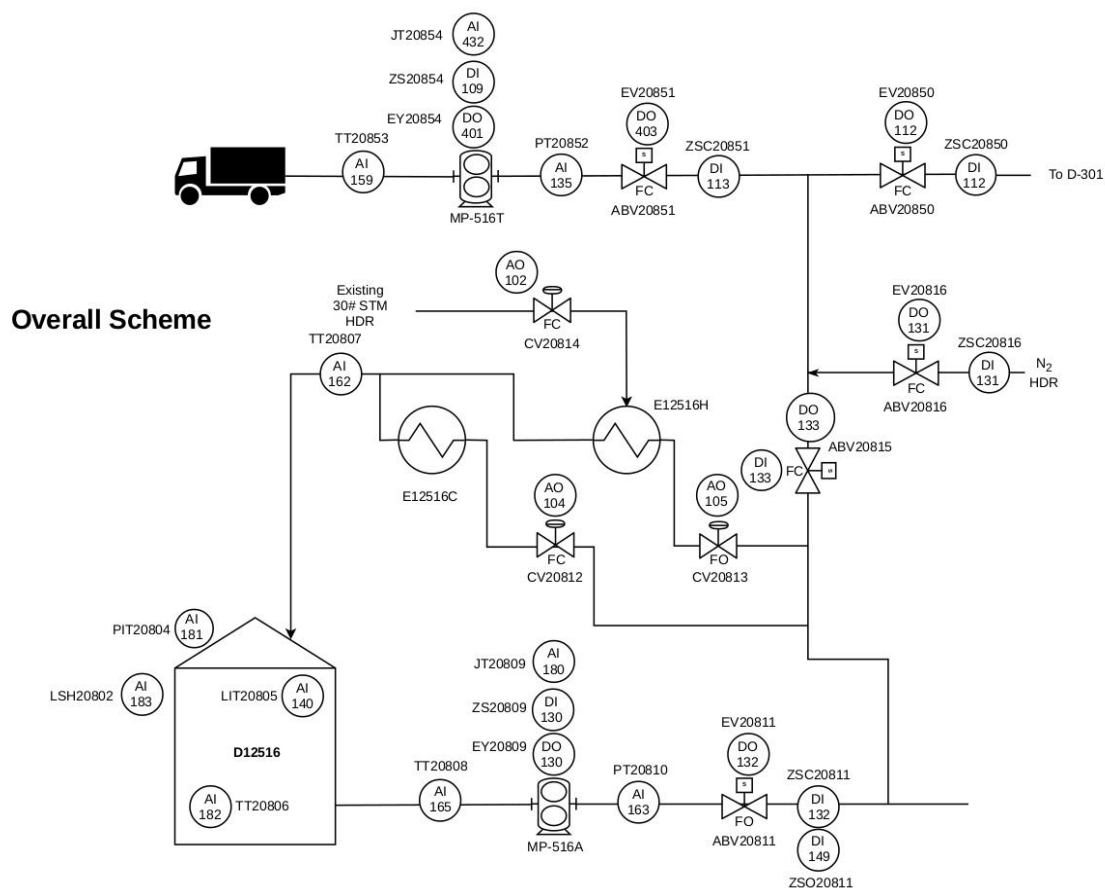 JT20854
AI
432
ZS20854
DI
109
EY20854
DO
401
TT20853
AI
159
MP-516T
PT20852
AI
135
EV20851
DO
403
S
FC
ABV20851
ZSC20851
DI
113
EV20850
DO
112
S
FC
ABV20850
ZSC20850
DI
112
To D-301
Overall Scheme
AO
102
Existing
30# STM
HDR
FC
CV20814
EV20816
DO
131
S
FC
ABV20816
ZSC20816
DI
131
N2
HDR
TT20807
AI
162
E12516C
E12516H
DO
133
ABV20815
DI
133
FC
S
AO
104
FC
CV20812
AO
105
FO
CV20813
PIT20804
AI
181
LSH20802
AI
183
LIT20805
AI
140
D12516
AI
182
TT20806
JT20809
AI
180
ZS20809
DI
130
EY20809
DO
130
TT20808
AI
165
MP-516A
PT20810
AI
163
EV20811
DO
132
S
FO
ABV20811
ZSC20811
DI
132
DI
149
ZSO20811